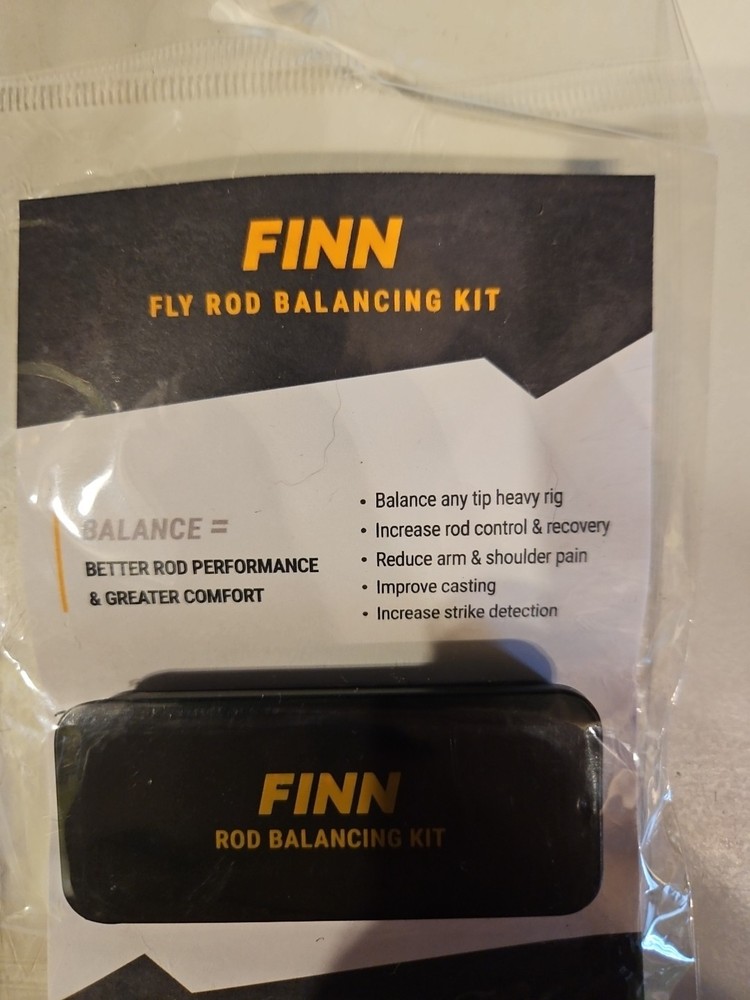 FINN
FLY ROD BALANCING KIT
BALANCE =
BETTER ROD PERFORMANCE
& GREATER COMFORT
• Balance any tip heavy rig
• Increase rod control & recovery
• Reduce arm & shoulder pain
• Improve casting
• Increase strike detection
FINN
ROD BALANCING KIT